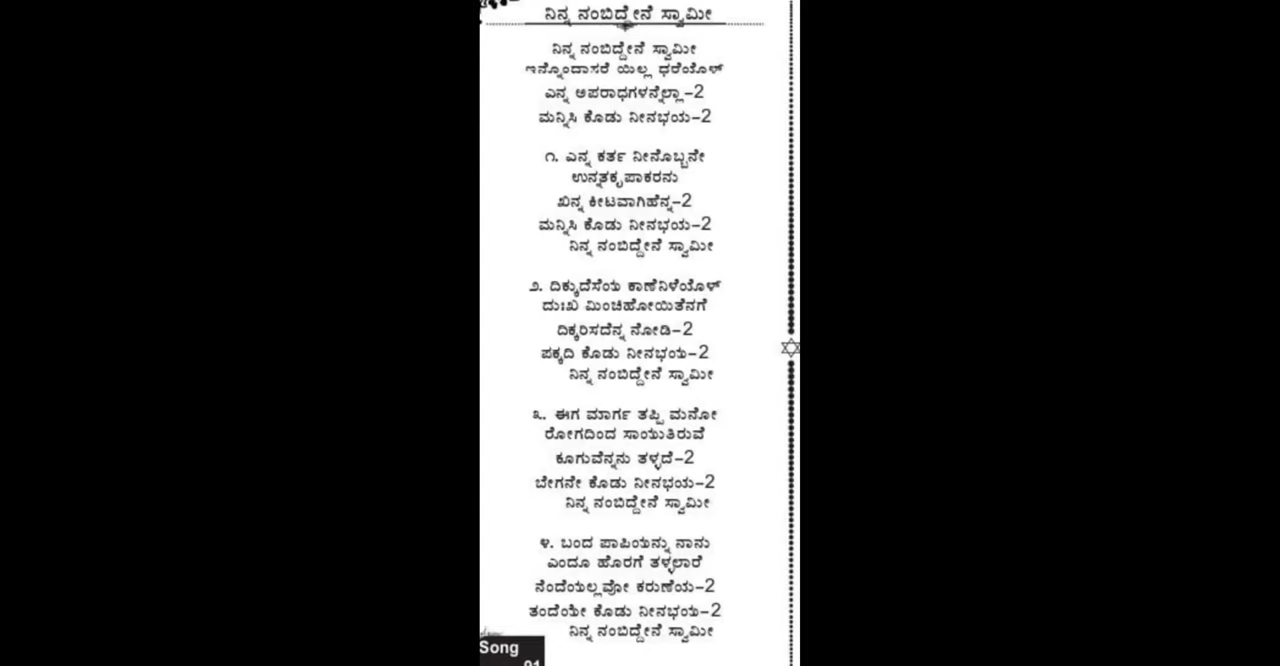 ನಿನ್ನ ನಂಬಿದ್ದೇನೆ ಸ್ವಾಮೀ
ನಿನ್ನ ನಂಬಿದ್ದೇನೆ ಸ್ವಾಮೀ
ಇನ್ನೊಂದಾಸರೆ ಯಿಲ್ಲ ಧರೆಯೊಳ್
ಎನ್ನ ಅಪರಾಧಗಳನ್ನೆಲ್ಲಾ-2
ಮನ್ನಿಸಿ ಕೊಡು ನೀನಭಯ-2
೧. ಎನ್ನ ಕರ್ತ ನೀನೊಬ್ಬನೇ
ಉನ್ನತಕೃಪಾಕರನು
ಖಿನ್ನ ಕೀಟವಾಗಿಹೆನ್ನ-2
ಮನ್ನಿಸಿ ಕೊಡು ನೀನಭಯ-2
ನಿನ್ನ ನಂಬಿದ್ದೇನೆ ಸ್ವಾಮೀ
೨. ದಿಕ್ಕುದೆಸೆಯ ಕಾಣೆನಿಳೆಯೊಳ್
ದುಃಖ ಮಿಂಚಿಹೋಯಿತೆನಗೆ
ದಿಕ್ಕರಿಸದೆನ್ನ ನೋಡಿ-2
ಪಕ್ಕದಿ ಕೊಡು ನೀನಭಯ-2
ನಿನ್ನ ನಂಬಿದ್ದೇನೆ ಸ್ವಾಮೀ
೩. ಈಗ ಮಾರ್ಗ ತಪ್ಪಿ ಮನೋ
ರೋಗದಿಂದ ಸಾಯುತಿರುವೆ
ಕೂಗುವೆನ್ನನು ತಳ್ಳದೆ-2
ಬೇಗನೇ ಕೊಡು ನೀನಭಯ-2
ನಿನ್ನ ನಂಬಿದ್ದೇನೆ ಸ್ವಾಮೀ
೪. ಬಂದ ಪಾಪಿಯನ್ನು ನಾನು
ಎಂದೂ ಹೊರಗೆ ತಳ್ಳಲಾರೆ
ನೆಂದೆಯಲ್ಲವೋ ಕರುಣೆಯ-2
ತಂದೆಯೇ ಕೊಡು ನೀನಭಯ-2
ನಿನ್ನ ನಂಬಿದ್ದೇನೆ ಸ್ವಾಮೀ
Song